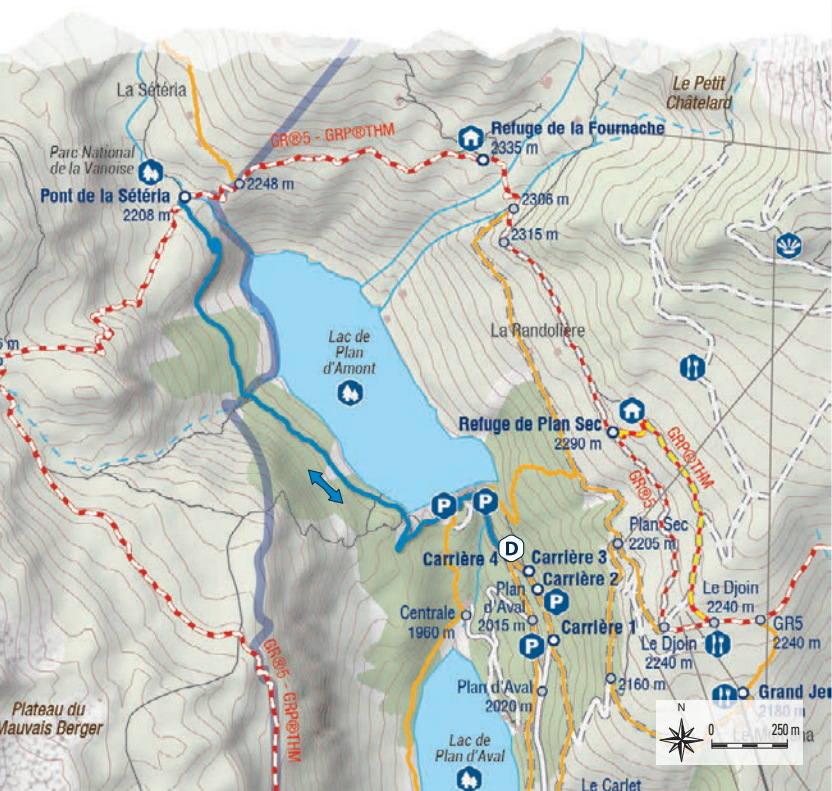 La Sétéria
Le Petit
Châtelard
GR®5 - GRP®THM
Refuge de la Fournache
2335 m
Parc National
de la Vanoise
Pont de la Sétéria
2208 m
2248 m
2306 m
2315 m
Lac de
Plan
d'Amont
La Randolière
Refuge de Plan Sec
2290 m
GRP®THM
GR®5
P
P
Plan Sec
2205 m
D
Carrière 4
Carrière 3
Carrière 2
Plan
d'Aval
2015 m
P
Centrale
1960 m
Carrière 1
P
Le Djoin
2240 m
GR5
2240 m
Le Djoin
2240 m
GR®5 - GRP®THM
Plan d'Aval
2020 m
2160 m
Plateau du
Mauvais Berger
Lac de
Plan d'Aval
Grand Jeu
2180 m
N
0
250 m
Le Carlet